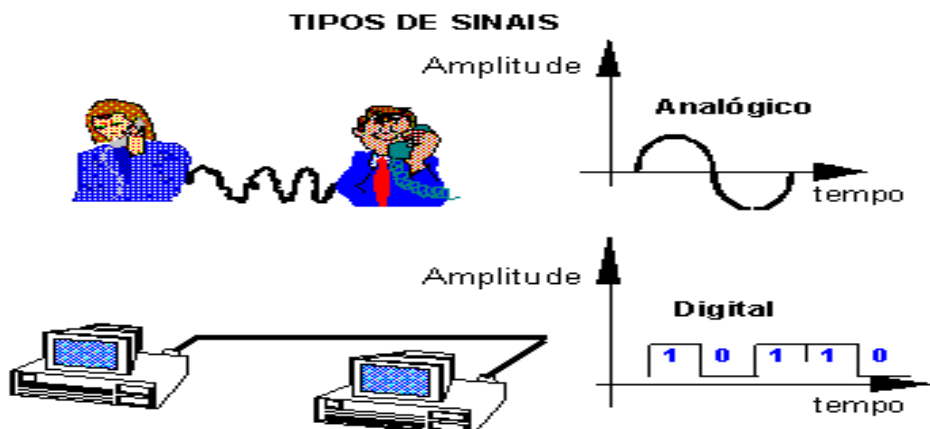 TIPOS DE SINAIS
Amplitude
Analógico
tempo
Amplitude
Digital
1 0 1 1 0
tempo